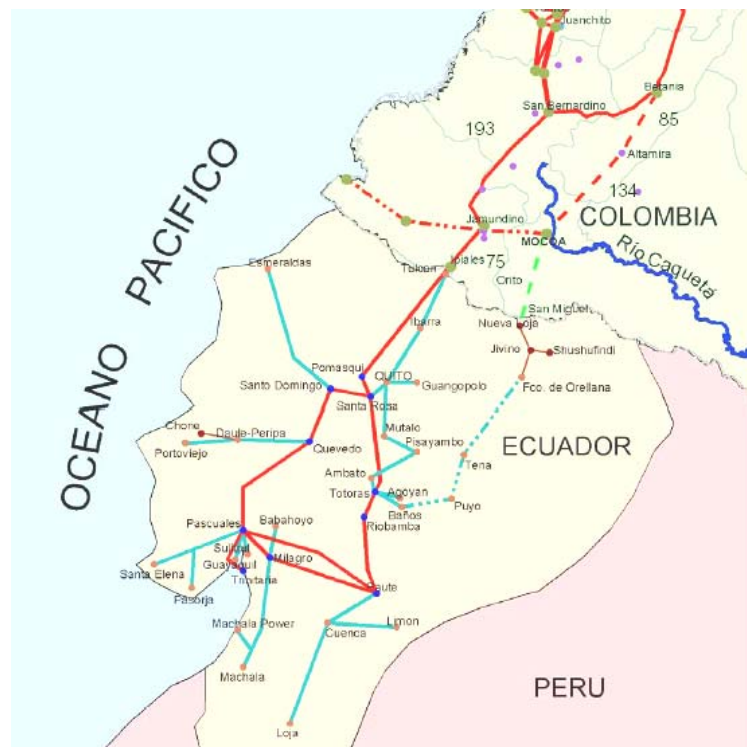 Juanchito
Betania
San Bernardino
193
85
Altamira
134
COLOMBIA
Jamundino
MOCOA
Río Caquetá
OCEANO PACIFICO
Esmeraldas
Ipiales
75
Tulcan
Orito
San Miguel
Nueva Loja
Ibarra
Jivino
Shushufindi
Pomasqui
QUITO
Guangopolo
Fco. de Orellana
Santo Domingo
Santa Rosa
Chone
Daule-Peripa
Mutalo
Pisayambo
ECUADOR
Portoviejo
Quevedo
Tena
Ambato
Totoras
Agoyan
Baños
Puyo
Pascuales
Babahoyo
Riobamba
Guayaquil
Milagro
Santa Elena
Trinitaria
Pasorja
Paute
Machala Power
Cuenca
Limon
Machala
PERU
Loja